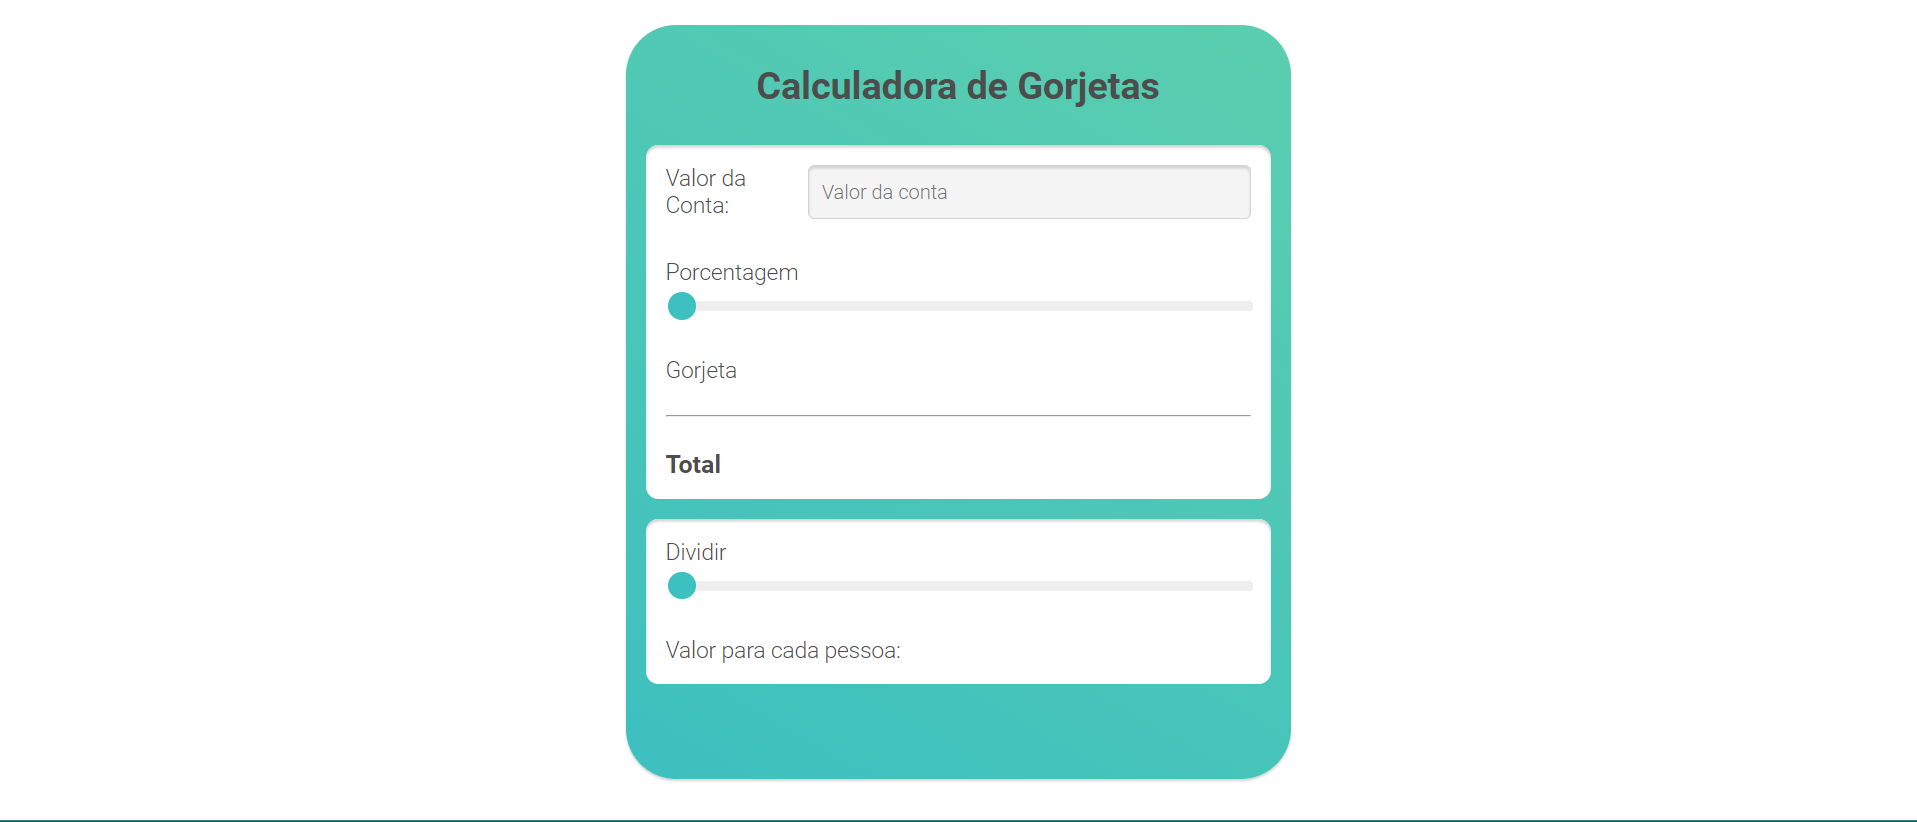 Calculadora de Gorjetas
Valor da
Conta:
Valor da conta
Porcentagem
Gorjeta
Total
Dividir
Valor para cada pessoa: